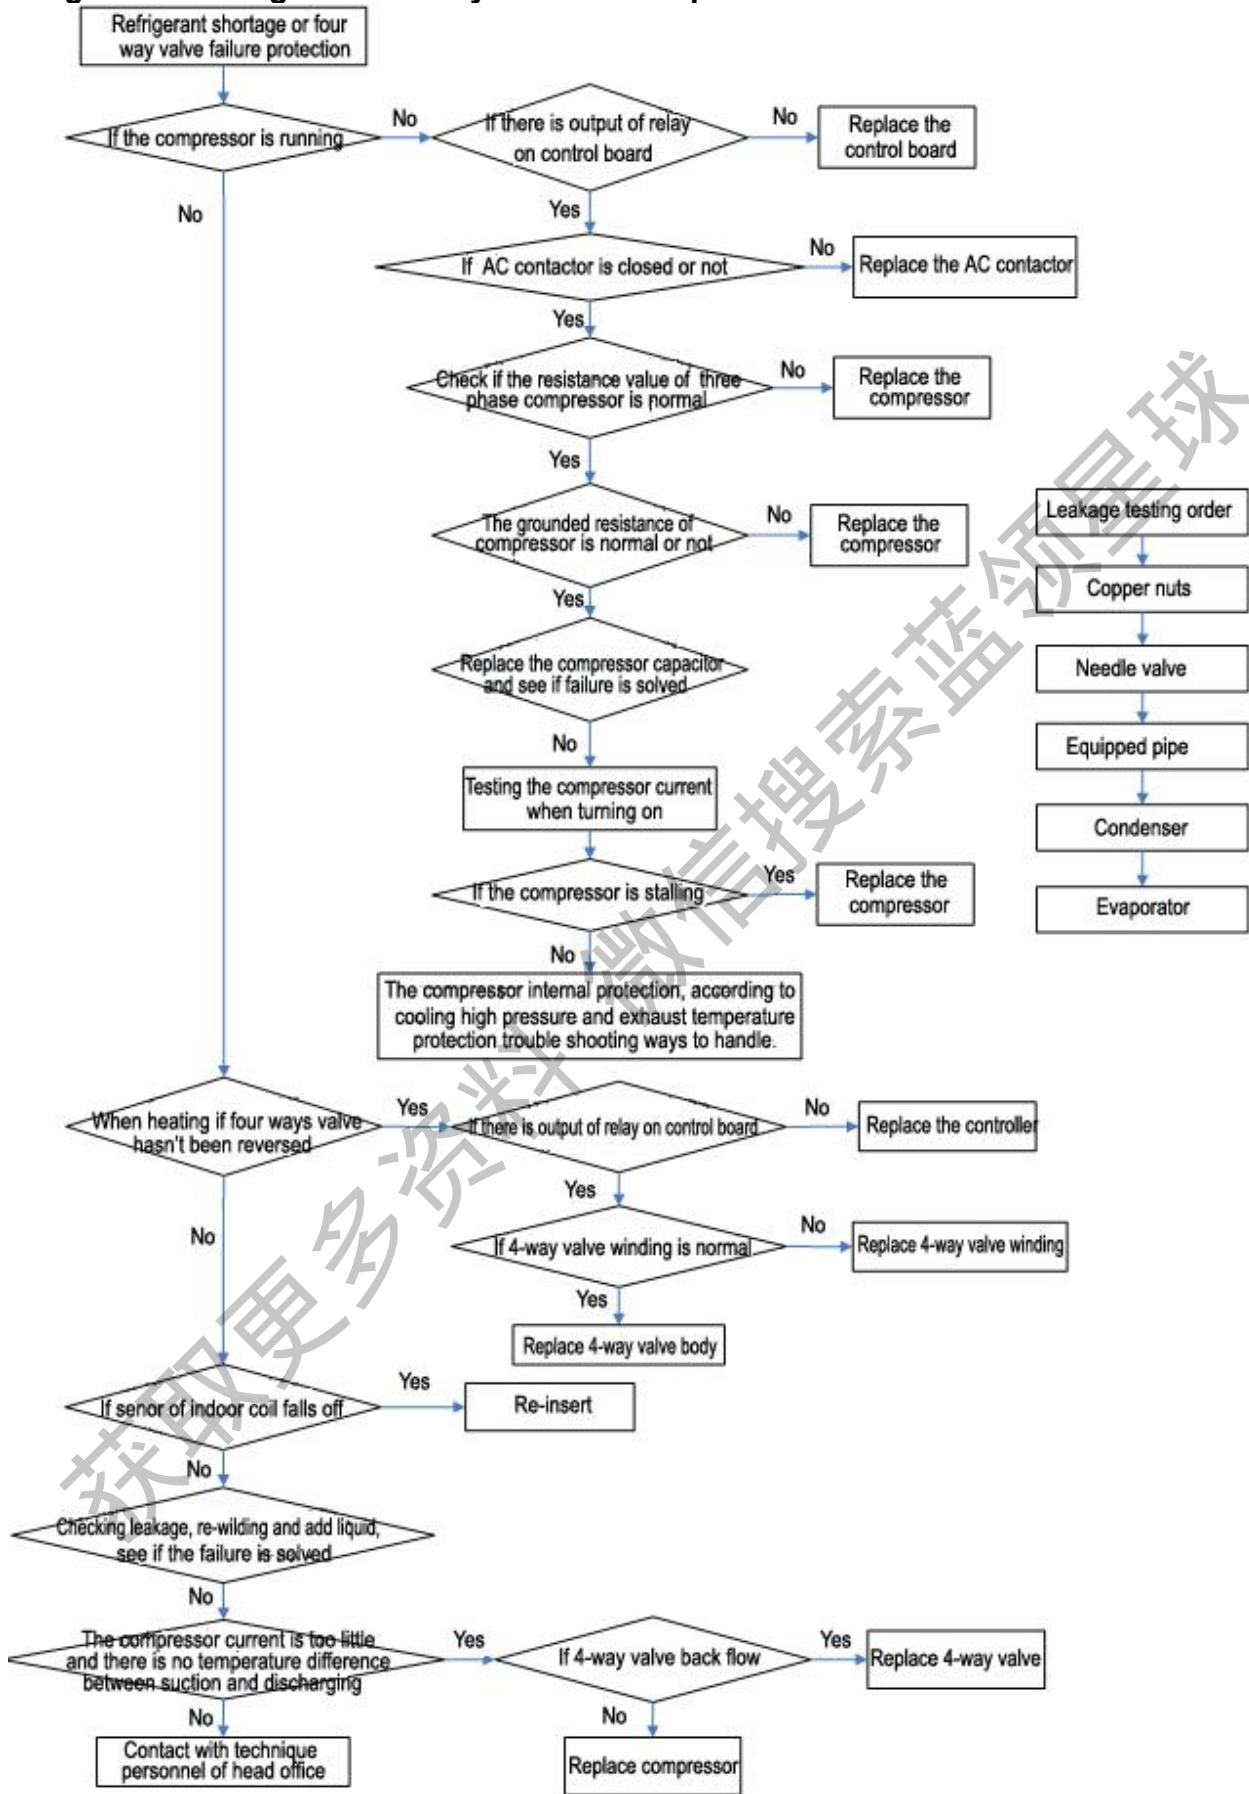 Refrigerant shortage or four
way valve failure protection
If the compressor is running
No
If there is output of relay
on control board
No
Replace the
control board
No
Yes
If AC contactor is closed or not
No
Replace the AC contactor
Yes
Check if the resistance value of three
phase compressor is normal
No
Replace the
compressor
Yes
The grounded resistance of
compressor is normal or not
No
Replace the
compressor
Yes
Replace the compressor capacitor
and see if failure is solved
No
Testing the compressor current
when turning on
If the compressor is stalling
Yes
Replace the
compressor
No
The compressor internal protection, according to
cooling high pressure and exhaust temperature
protection trouble shooting ways to handle.
Leakage testing order
Copper nuts
Needle valve
Equipped pipe
Condenser
Evaporator
When heating if four ways valve
hasn't been reversed
Yes
If there is output of relay on control board
No
Replace the controller
Yes
No
If 4-way valve winding is normal
No
Replace 4-way valve winding
Yes
Replace 4-way valve body
If senor of indoor coil falls off
Yes
Re-insert
No
Checking leakage, re-wilding and add liquid,
see if the failure is solved
No
The compressor current is too little
and there is no temperature difference
between suction and discharging
Yes
If 4-way valve back flow
Yes
Replace 4-way valve
No
Contact with technique
personnel of head office
No
Replace compressor
获取更多资料 微信搜索蓝领星球